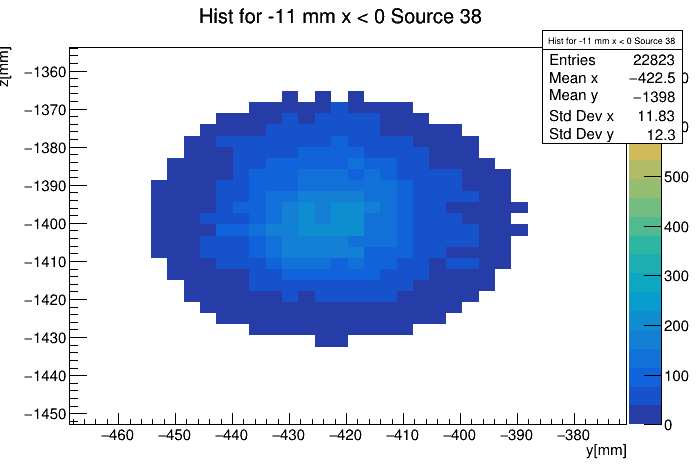 Hist for -11 mm x < 0 Source 38
Hist for -11 mm x < 0 Source 38
Entries 22823
Mean x −422.5
Mean y −1398
Std Dev x 11.83
Std Dev y 12.3
z[mm]
−1360
−1370
−1380
−1390
−1400
−1410
−1420
−1430
−1440
−1450
−460 −450 −440 −430 −420 −410 −400 −390 −380
y[mm]
500
400
300
200
100
0